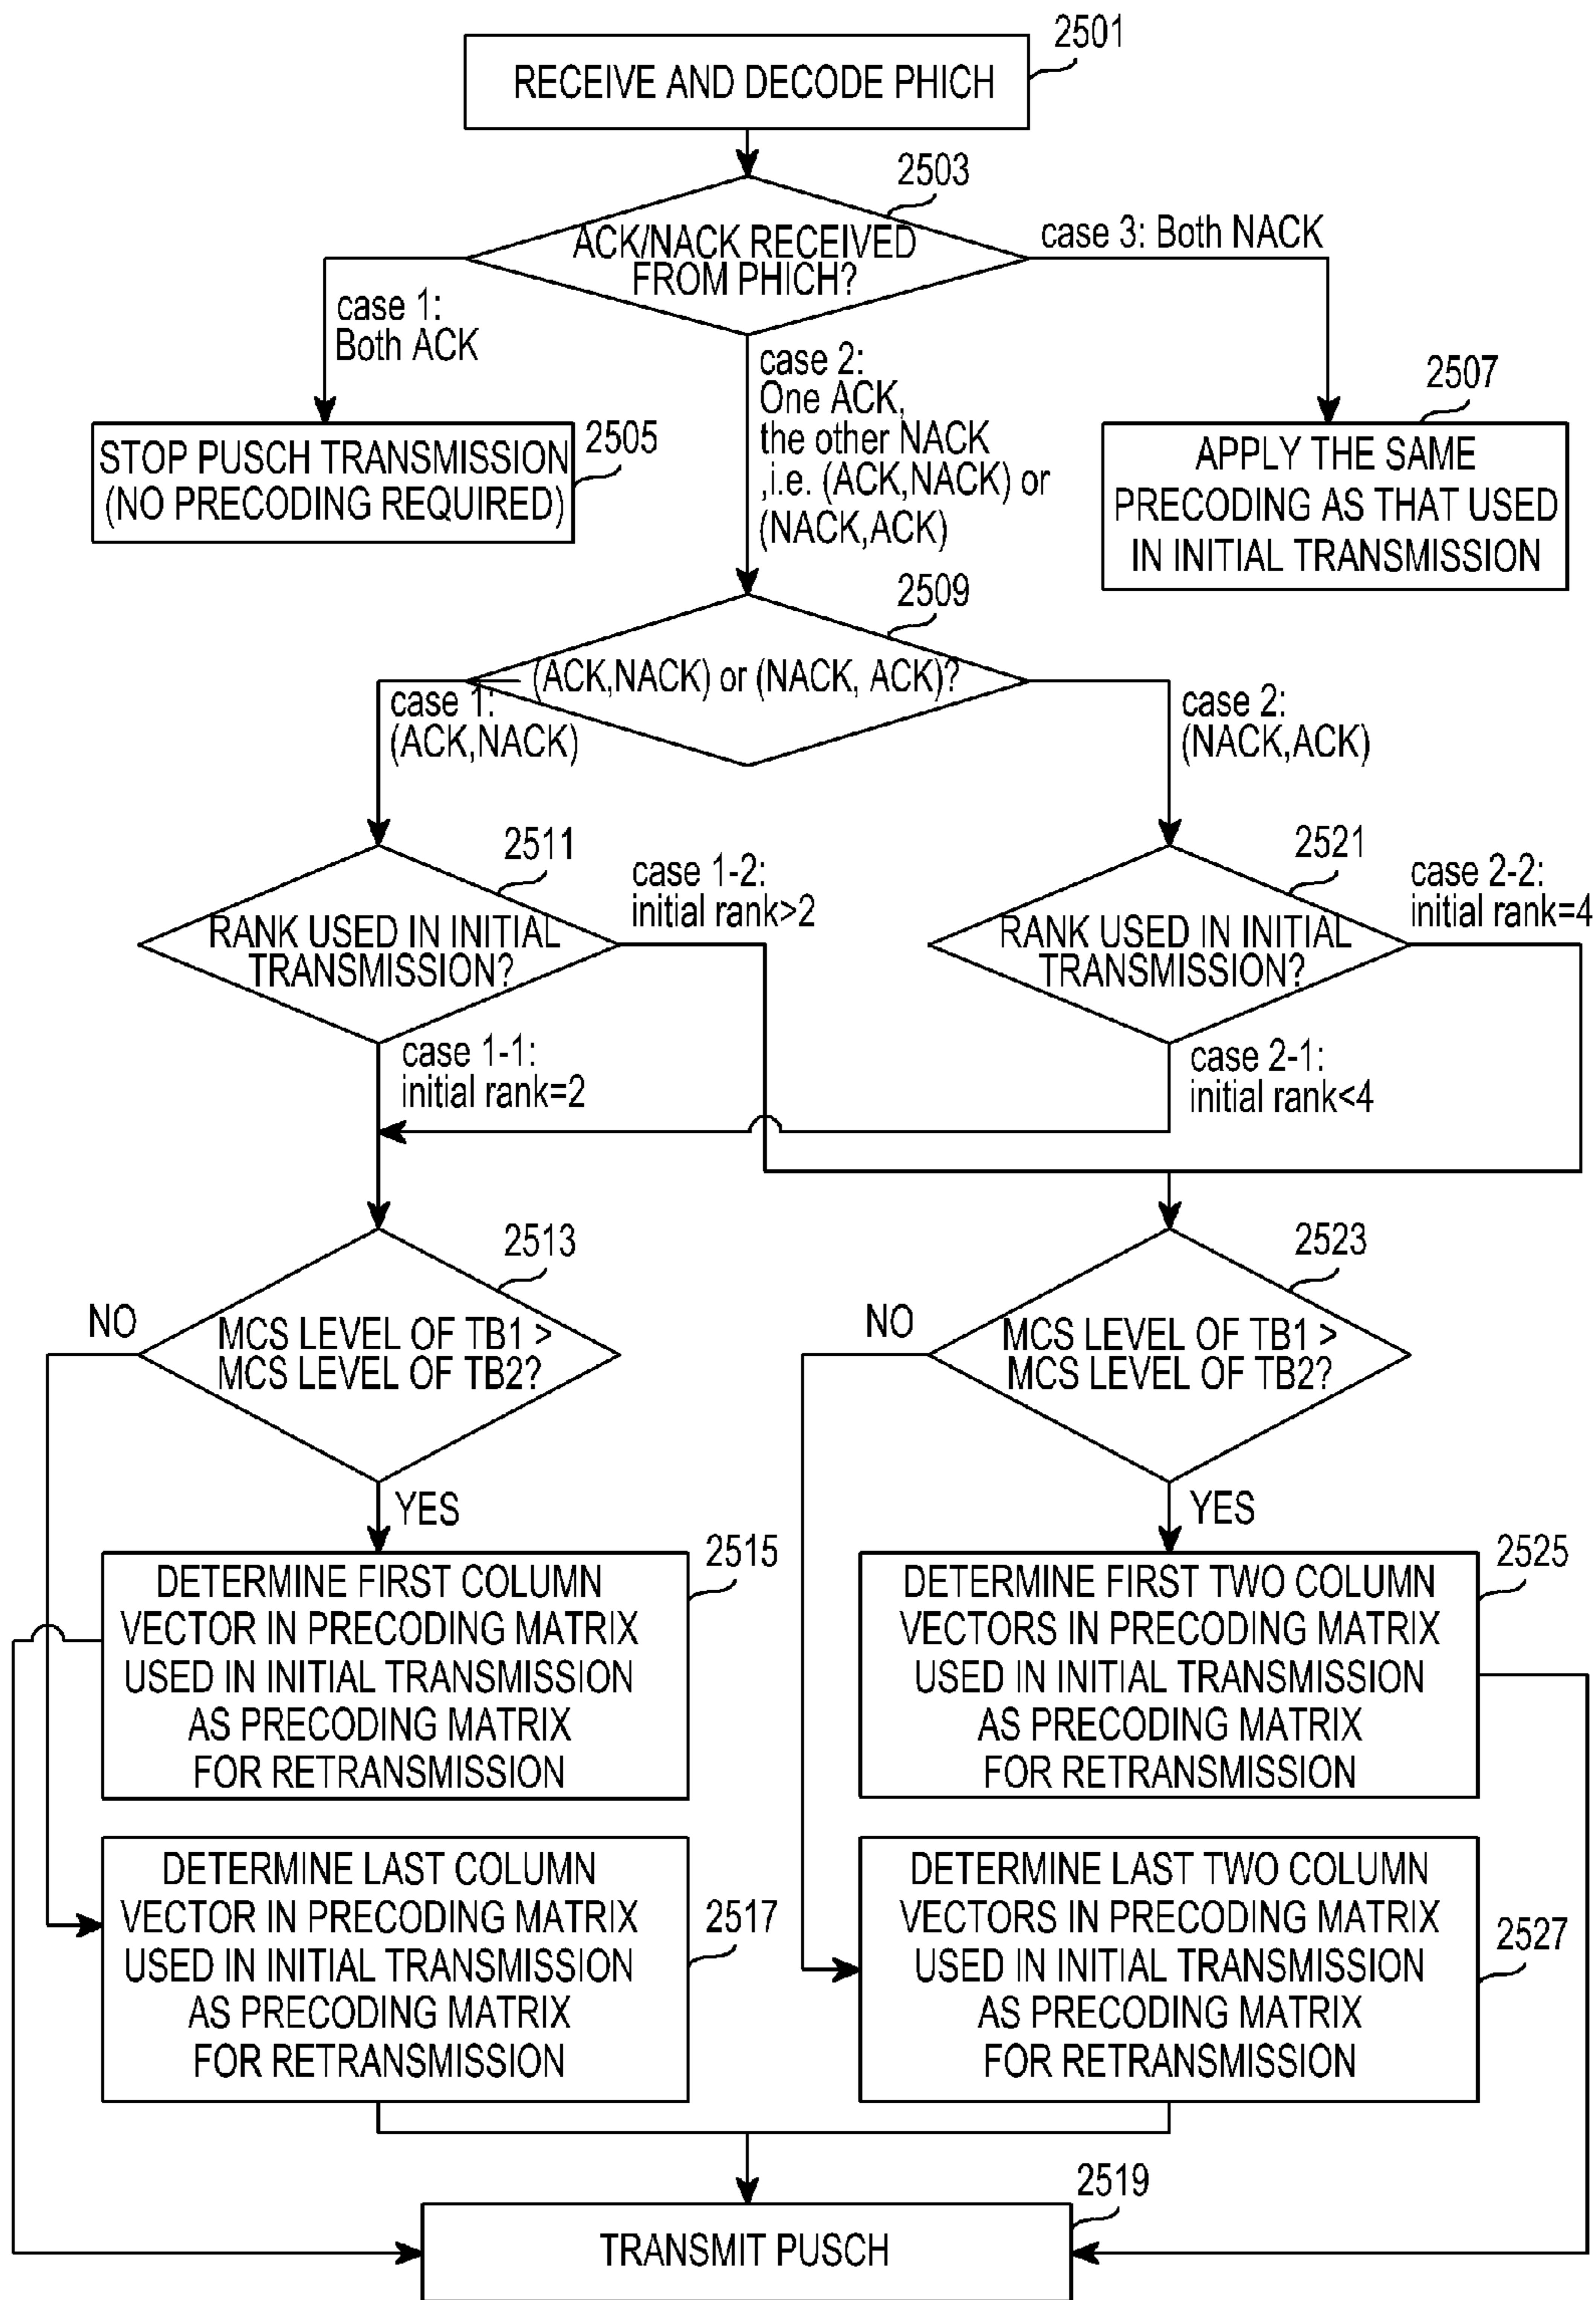 2501
RECEIVE AND DECODE PHICH
2503
ACK/NACK RECEIVED
FROM PHICH?
case 3: Both NACK
case 1:
Both ACK
case 2:
One ACK,
the other NACK
,i.e. (ACK,NACK) or
(NACK,ACK)
2505
STOP PUSCH TRANSMISSION
(NO PRECODING REQUIRED)
2507
APPLY THE SAME
PRECODING AS THAT USED
IN INITIAL TRANSMISSION
2509
(ACK,NACK) or (NACK, ACK)?
case 1:
(ACK,NACK)
case 2:
(NACK,ACK)
2511
RANK USED IN INITIAL
TRANSMISSION?
case 1-2:
initial rank>2
2521
RANK USED IN INITIAL
TRANSMISSION?
case 2-2:
initial rank=4
case 1-1:
initial rank=2
case 2-1:
initial rank<4
2513
NO
MCS LEVEL OF TB1 >
MCS LEVEL OF TB2?
YES
2523
NO
MCS LEVEL OF TB1 >
MCS LEVEL OF TB2?
YES
2515
DETERMINE FIRST COLUMN
VECTOR IN PRECODING MATRIX
USED IN INITIAL TRANSMISSION
AS PRECODING MATRIX
FOR RETRANSMISSION
2525
DETERMINE FIRST TWO COLUMN
VECTORS IN PRECODING MATRIX
USED IN INITIAL TRANSMISSION
AS PRECODING MATRIX
FOR RETRANSMISSION
DETERMINE LAST COLUMN
VECTOR IN PRECODING MATRIX
USED IN INITIAL TRANSMISSION
AS PRECODING MATRIX
FOR RETRANSMISSION
2517
DETERMINE LAST TWO COLUMN
VECTORS IN PRECODING MATRIX
USED IN INITIAL TRANSMISSION
AS PRECODING MATRIX
FOR RETRANSMISSION
2527
2519
TRANSMIT PUSCH